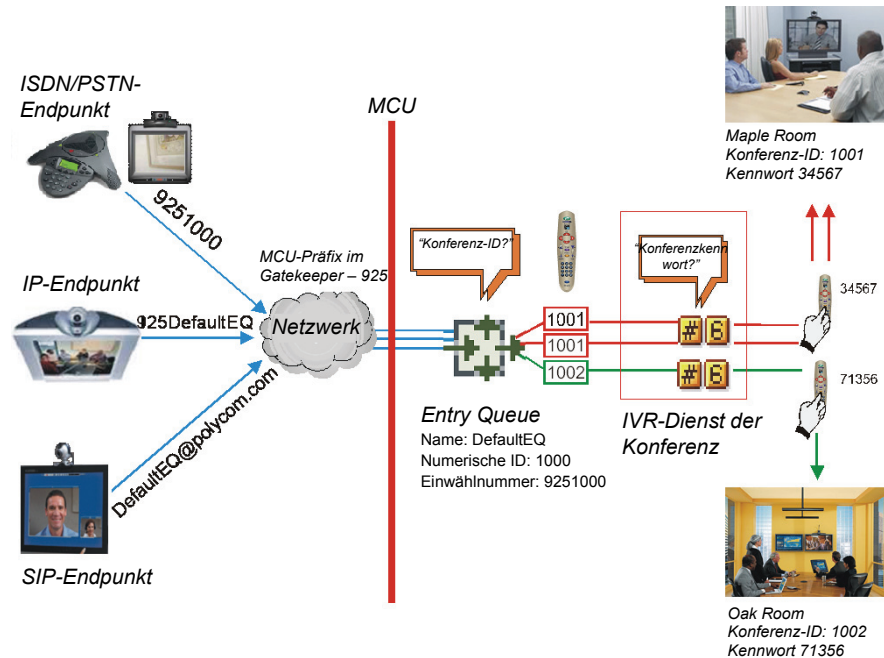 ISDN/PSTN-
Endpunkt
9251000
IP-Endpunkt
925DefaultEQ
DefaultEQ@polycom.com
SIP-Endpunkt
MCU-Präfix im
Gatekeeper – 925
Netzwerk
MCU
"Konferenz-ID?"
1001
1001
1002
Entry Queue
Name: DefaultEQ
Numerische ID: 1000
Einwählnummer: 9251000
"Konferenzkenn
wort?"
# 6
# 6
IVR-Dienst der
Konferenz
34567
71356
Maple Room
Konferenz-ID: 1001
Kennwort 34567
Oak Room
Konferenz-ID: 1002
Kennwort 71356